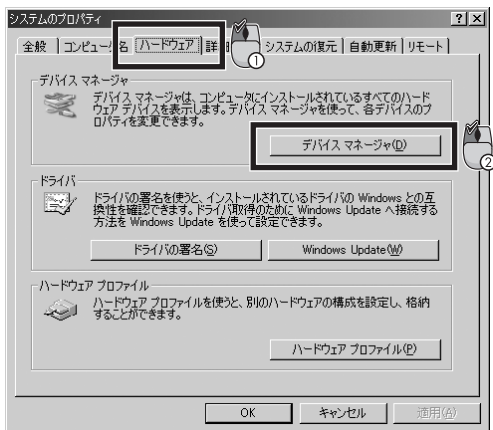 システムのプロパティ
全般 コンピュータ名 ハードウェア 詳細 システムの復元 自動更新 リモート
①
デバイス マネージャ
デバイス マネージャは、コンピュータにインストールされているすべてのハード
ウェア デバイスを表示します。デバイス マネージャを使って、各デバイスのプ
ロパティを変更できます。
デバイス マネージャ(D)
②
ドライバ
ドライバの署名を使うと、インストールされているドライバの Windows との互
換性を確認できます。ドライバ取得のために Windows Update へ接続する
方法を Windows Update を使って設定できます。
ドライバの署名(S) Windows Update(W)
ハードウェア プロファイル
ハードウェア プロファイルを使うと、別のハードウェアの構成を設定し、格納
することができます。
ハードウェア プロファイル(P)
OK キャンセル 適用(A)